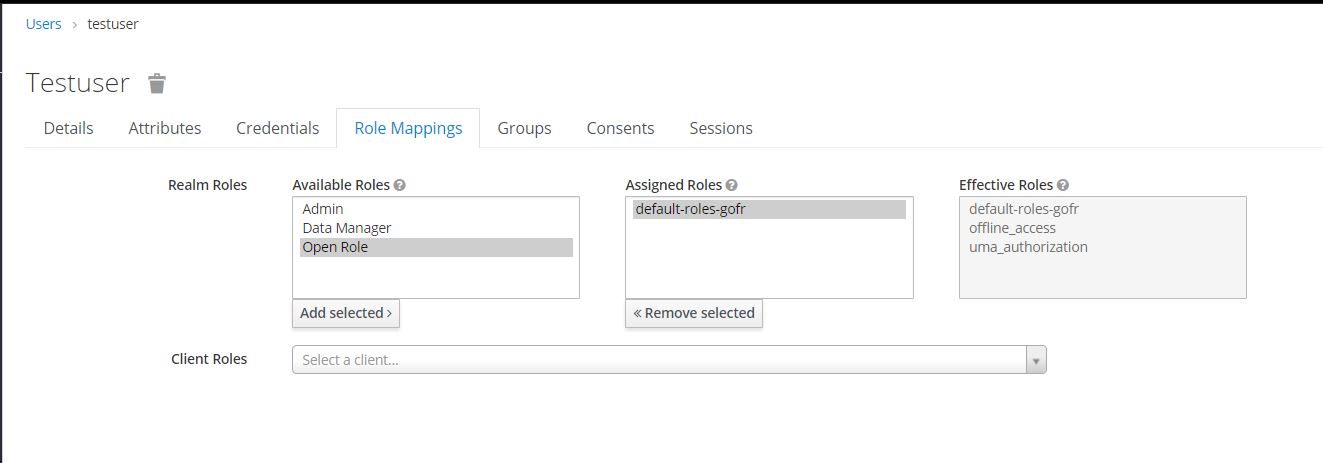 Users > testuser
Testuser
Details Attributes Credentials Role Mappings Groups Consents Sessions
Realm Roles Available Roles ? Assigned Roles ? Effective Roles ?
Admin default-roles-gofr default-roles-gofr
Data Manager offline_access
Open Role uma_authorization
Add selected > « Remove selected
Client Roles Select a client...